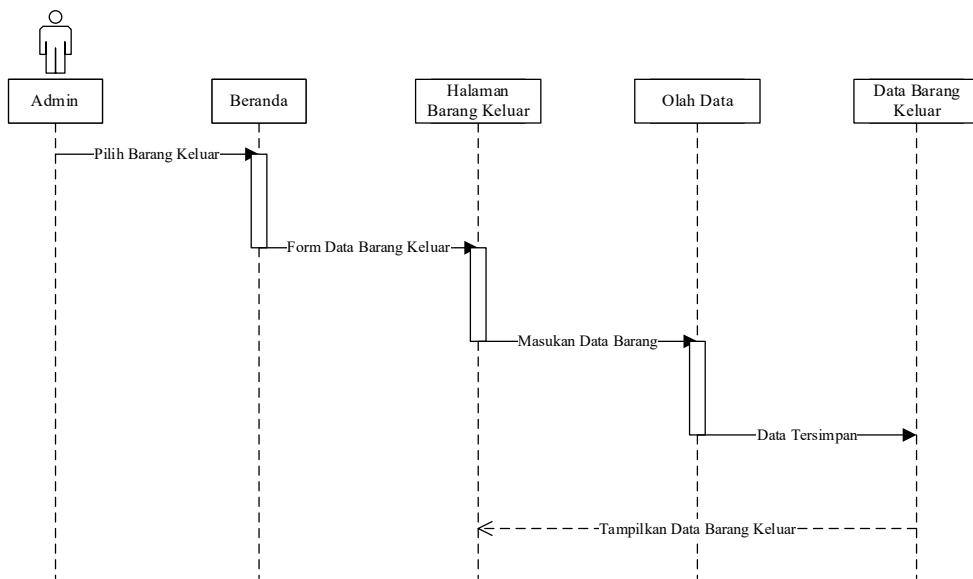 Admin
Beranda
Halaman
Barang Keluar
Olah Data
Data Barang
Keluar
Pilih Barang Keluar
Form Data Barang Keluar
Masukan Data Barang
Data Tersimpan
Tampilkan Data Barang Keluar